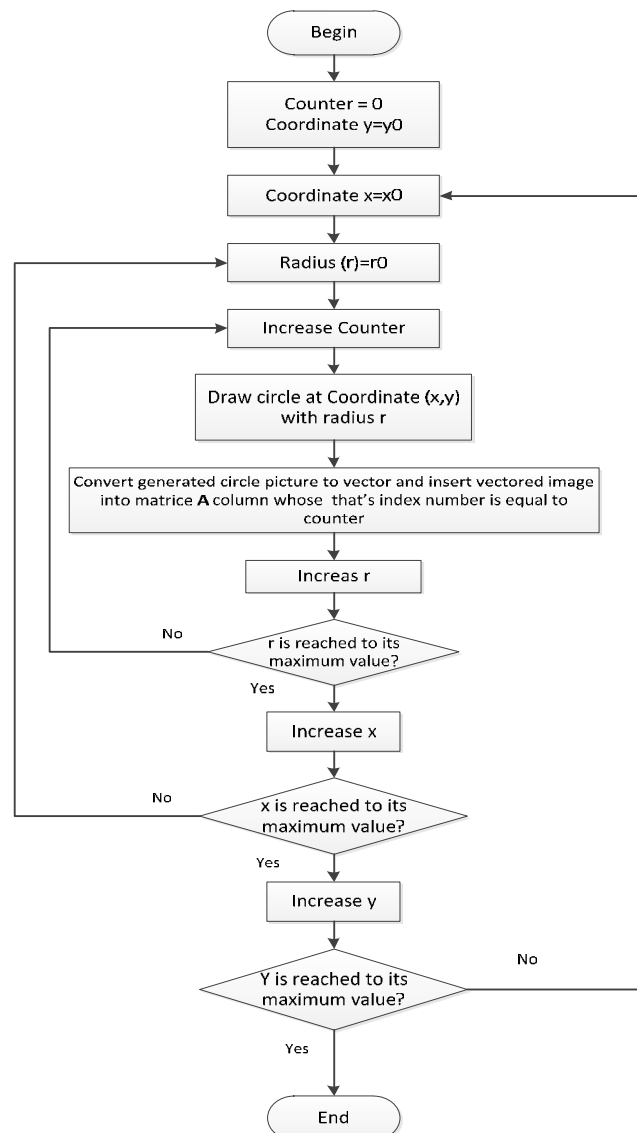 Begin
Counter = 0
Coordinate y=y0
Coordinate x=x0
Radius (r)=r0
Increase Counter
Draw circle at Coordinate (x,y)
with radius r
Convert generated circle picture to vector and insert vectored image
into matrice A column whose that's index number is equal to
counter
Increas r
No
r is reached to its
maximum value?
Yes
Increase x
No
x is reached to its
maximum value?
Yes
Increase y
No
Y is reached to its
maximum value?
Yes
End